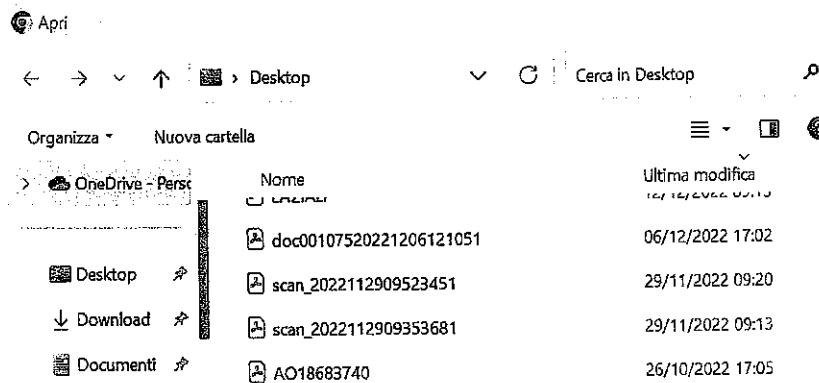 Apri
Desktop
Cerca in Desktop
Organizza
Nuova cartella
OneDrive - Persc
Nome
Ultima modifica
doc00107520221206121051
06/12/2022 17:02
Desktop
scan_2022112909523451
29/11/2022 09:20
Download
scan_2022112909353681
29/11/2022 09:13
Documenti
AO18683740
26/10/2022 17:05